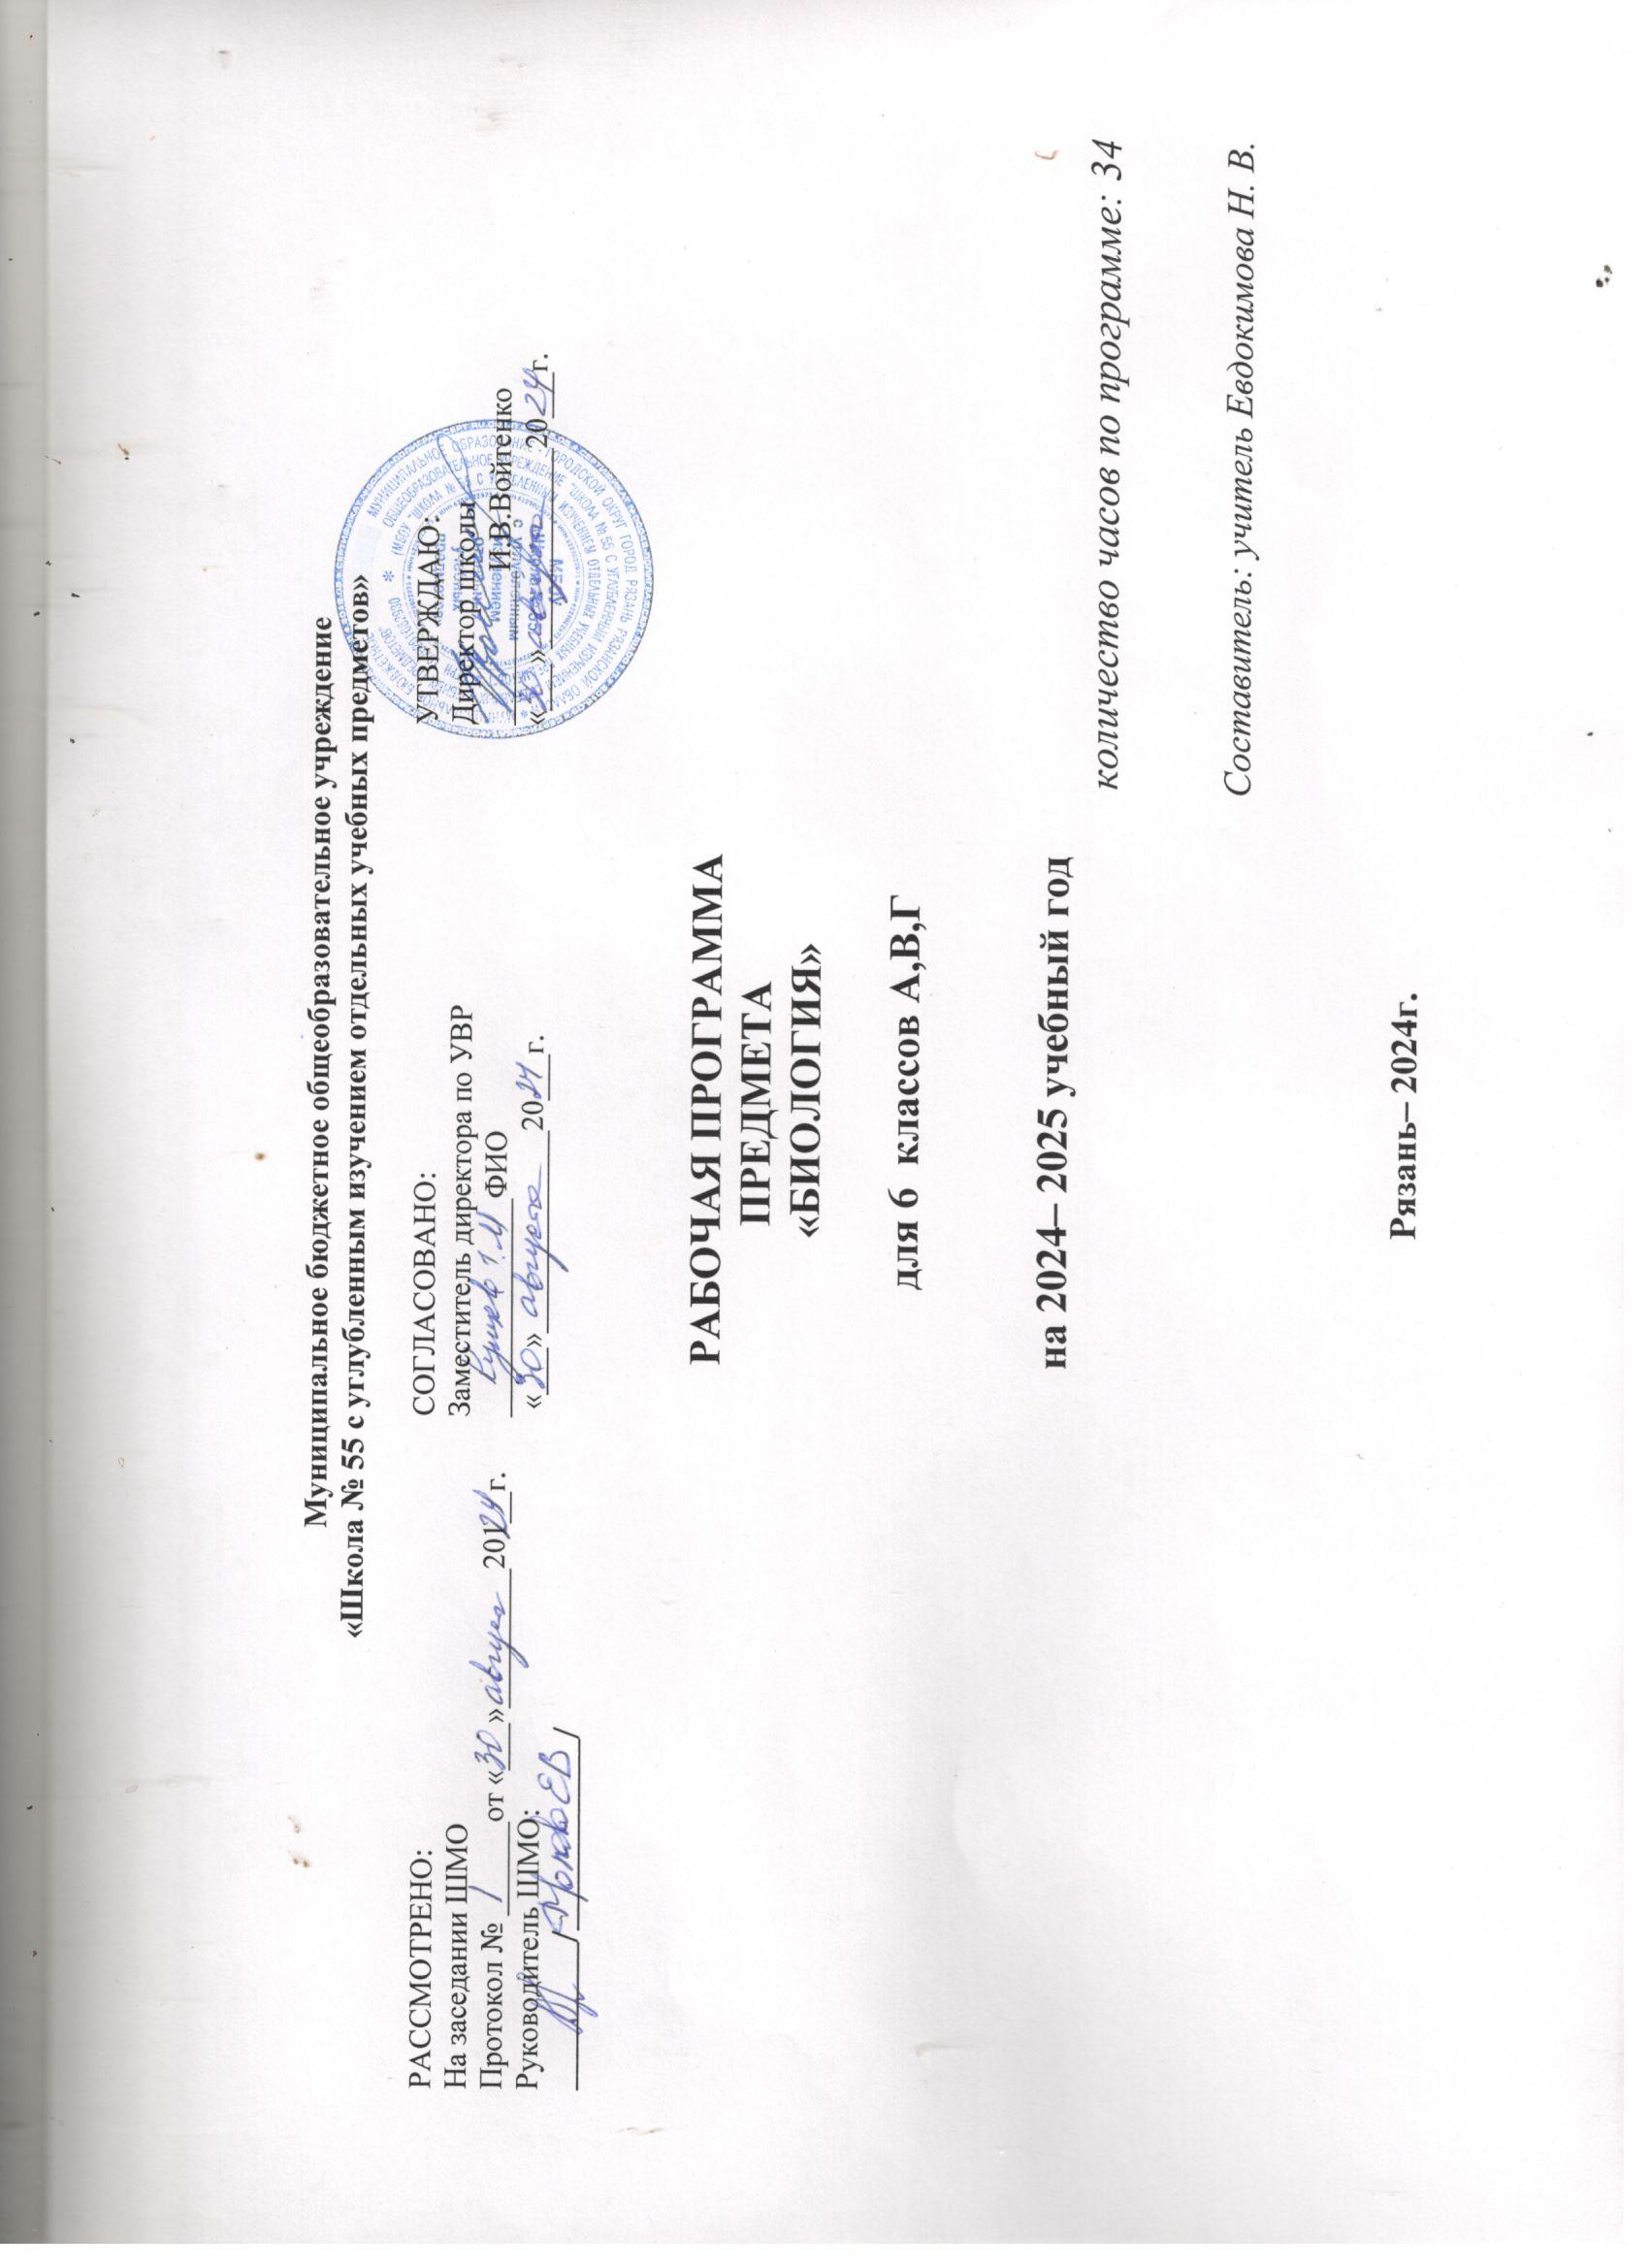 Муниципальное бюджетное общеобразовательное учреждение
«Школа № 55 с углубленным изучением отдельных учебных предметов»
РАССМОТРЕНО:
На заседании ШМО
Протокол № 1 от «30» август 2024 г.
Руководитель ШМО:
СОГЛАСОВАНО:
Заместитель директора по УВР
ФИО
«30» августа 2024 г.
УТВЕРЖДАЮ:
Директор школы
И.В.Войтенко
«30» августа 2024 г.
РАБОЧАЯ ПРОГРАММА
ПРЕДМЕТА
«БИОЛОГИЯ»
для 6 классов А,В,Г
на 2024– 2025 учебный год
количество часов по программе: 34
Составитель: учитель Евдокимова Н. В.
Рязань– 2024г.